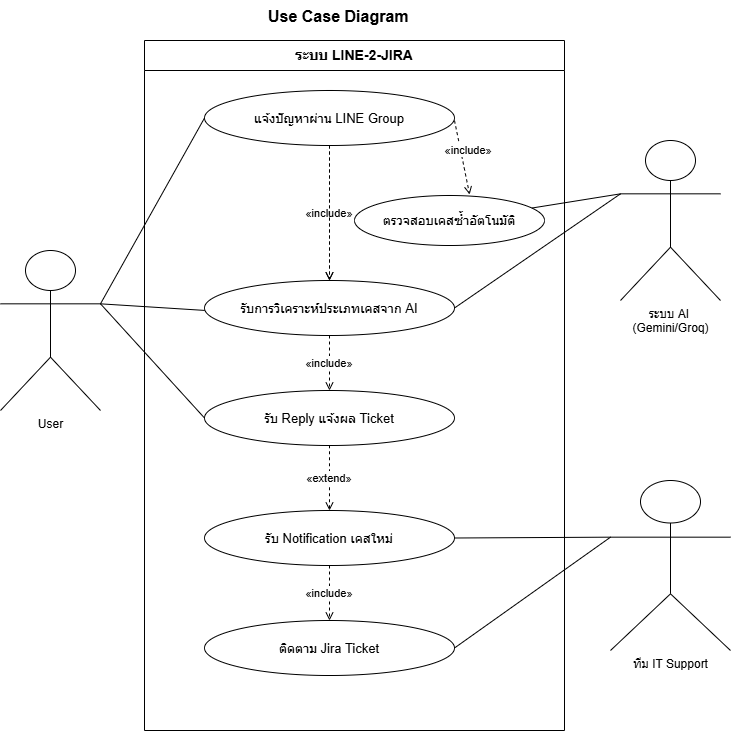 Use Case Diagram
ระบบ LINE-2-JIRA
แจ้งปัญหาผ่าน LINE Group
«include»
ตรวจสอบเคสซ้ำอัตโนมัติ
«include»
รับการวิเคราะห์ประเภทเคสจาก AI
ระบบ AI
(Gemini/Groq)
«include»
รับ Reply แจ้งผล Ticket
User
«extend»
รับ Notification เคสใหม่
«include»
ติดตาม Jira Ticket
ทีม IT Support